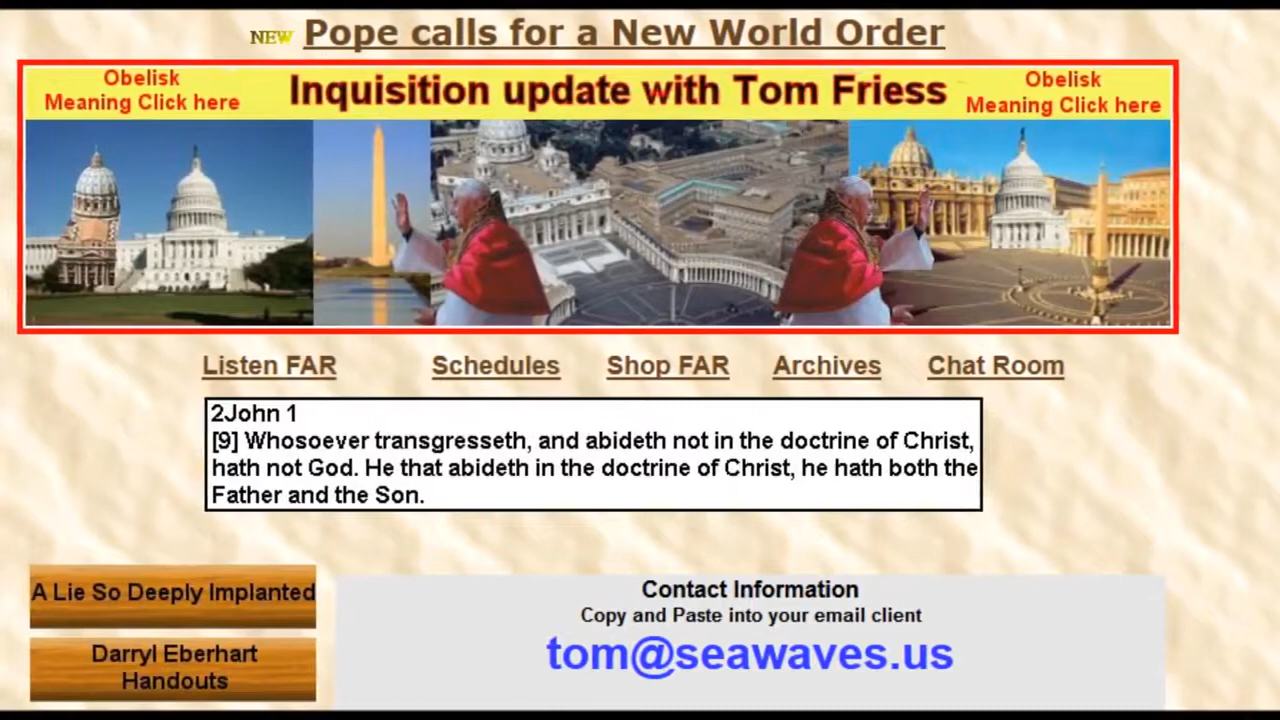 NEW Pope calls for a New World Order
Obelisk
Meaning Click here
Inquisition update with Tom Friess
Obelisk
Meaning Click here
Listen FAR Schedules Shop FAR Archives Chat Room
2John 1
[9] Whosoever transgresseth, and abideth not in the doctrine of Christ,
hath not God. He that abideth in the doctrine of Christ, he hath both the
Father and the Son.
A Lie So Deeply Implanted
Darryl Eberhart
Handouts
Contact Information
Copy and Paste into your email client
tom@seawaves.us